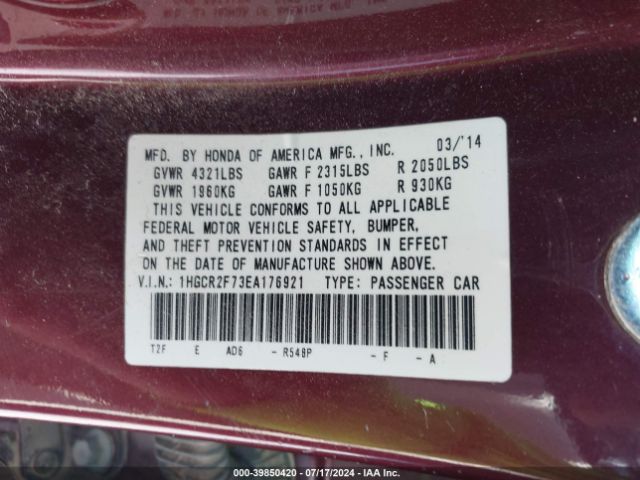 MFD. BY HONDA OF AMERICA MFG., INC. 03/'14
GVWR 4321LBS GAWR F 2315LBS R 2050LBS
GVWR 1960KG GAWR F 1050KG R 930KG
THIS VEHICLE CONFORMS TO ALL APPLICABLE
FEDERAL MOTOR VEHICLE SAFETY, BUMPER,
AND THEFT PREVENTION STANDARDS IN EFFECT
ON THE DATE OF MANUFACTURE SHOWN ABOVE.
V.I.N.: 1HGCR2F73EA176921 TYPE: PASSENGER CAR
T2F E AD6 - R548P - F - A
000-39850420 - 07/17/2024 - IAA Inc.